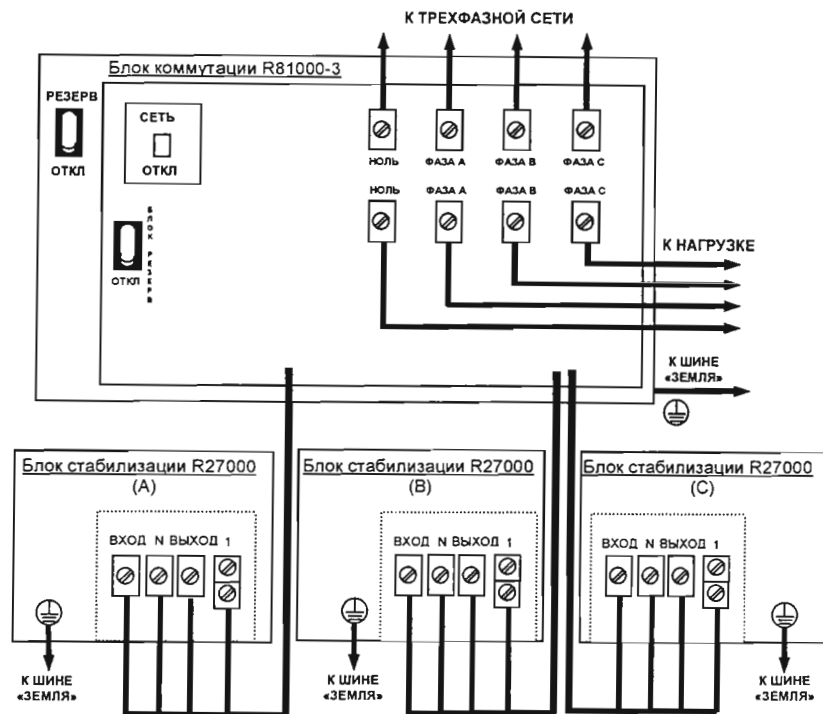 К ТРЕХФАЗНОЙ СЕТИ
Блок коммутации R81000-3
РЕЗЕРВ
ОТКЛ
СЕТЬ
ОТКЛ
НОЛЬ ФАЗА А ФАЗА В ФАЗА С
НОЛЬ ФАЗА А ФАЗА В ФАЗА С
БЛОК РЕЗЕРВ
ОТКЛ
К НАГРУЗКЕ
К ШИНЕ
«ЗЕМЛЯ»
Блок стабилизации R27000
(А)
ВХОД N ВЫХОД 1
К ШИНЕ
«ЗЕМЛЯ»
Блок стабилизации R27000
(В)
ВХОД N ВЫХОД 1
К ШИНЕ
«ЗЕМЛЯ»
Блок стабилизации R27000
(С)
ВХОД N ВЫХОД 1
К ШИНЕ
«ЗЕМЛЯ»